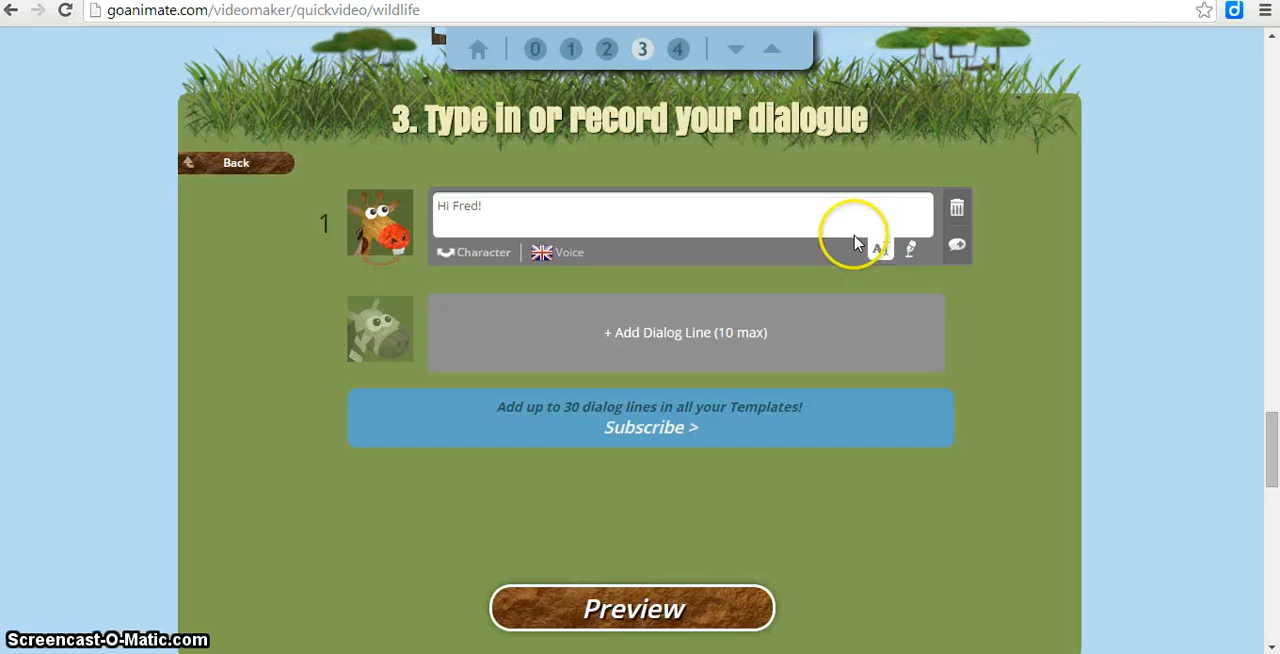 goanimate.com/videomaker/quickvideo/wildlife
0 1 2 3 4
3. Type in or record your dialogue
Back
1
Hi Fred!
Character
Voice
A
+ Add Dialog Line (10 max)
Add up to 30 dialog lines in all your Templates!
Subscribe >
Preview
Screencast-O-Matic.com